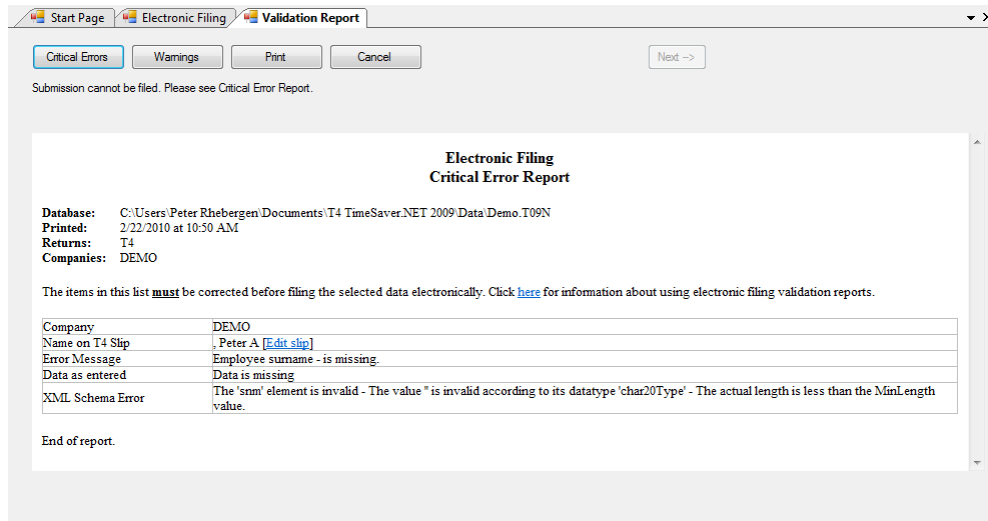 Start Page Electronic Filing Validation Report
Critical Errors Warnings Print Cancel Next -->
Submission cannot be filed. Please see Critical Error Report.
Electronic Filing
Critical Error Report
Database: C:\Users\Peter Rhebergen\Documents\T4 TimeSaver.NET 2009\Data\Demo.T09N
Printed: 2/22/2010 at 10:50 AM
Returns: T4
Companies: DEMO
The items in this list must be corrected before filing the selected data electronically. Click here for information about using electronic filing validation reports.
Company DEMO
Name on T4 Slip , Peter A [Edit slip]
Error Message Employee surname - is missing.
Data as entered Data is missing
XML Schema Error The 'snm' element is invalid - The value '' is invalid according to its datatype 'char20Type' - The actual length is less than the MinLength
value.
End of report.